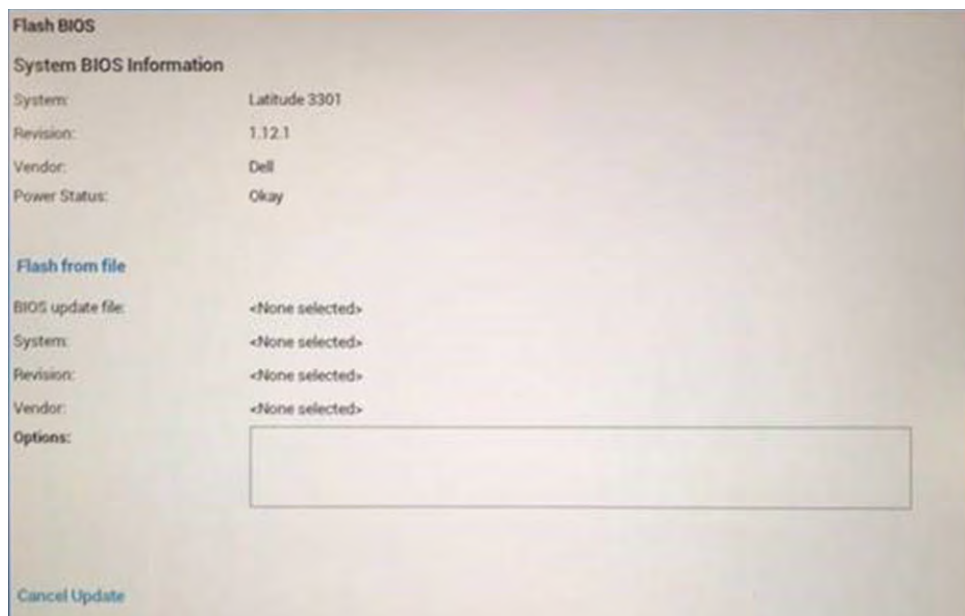 Flash BIOS
System BIOS Information
System: Latitude 3301
Revision: 1.12.1
Vendor: Dell
Power Status: Okay
Flash from file
BIOS update file: <None selected>
System: <None selected>
Revision: <None selected>
Vendor: <None selected>
Options:
Cancel Update